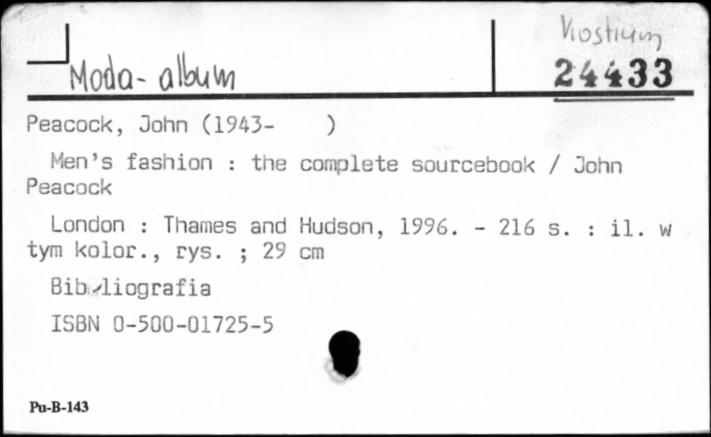 Kostium
Moda- album
24433
Peacock, John (1943-    )
Men's fashion : the complete sourcebook / John
Peacock
London : Thames and Hudson, 1996. - 216 s. : il. w
tym kolor., rys. ; 29 cm
Bibliografia
ISBN 0-500-01725-5
Pu-B-143